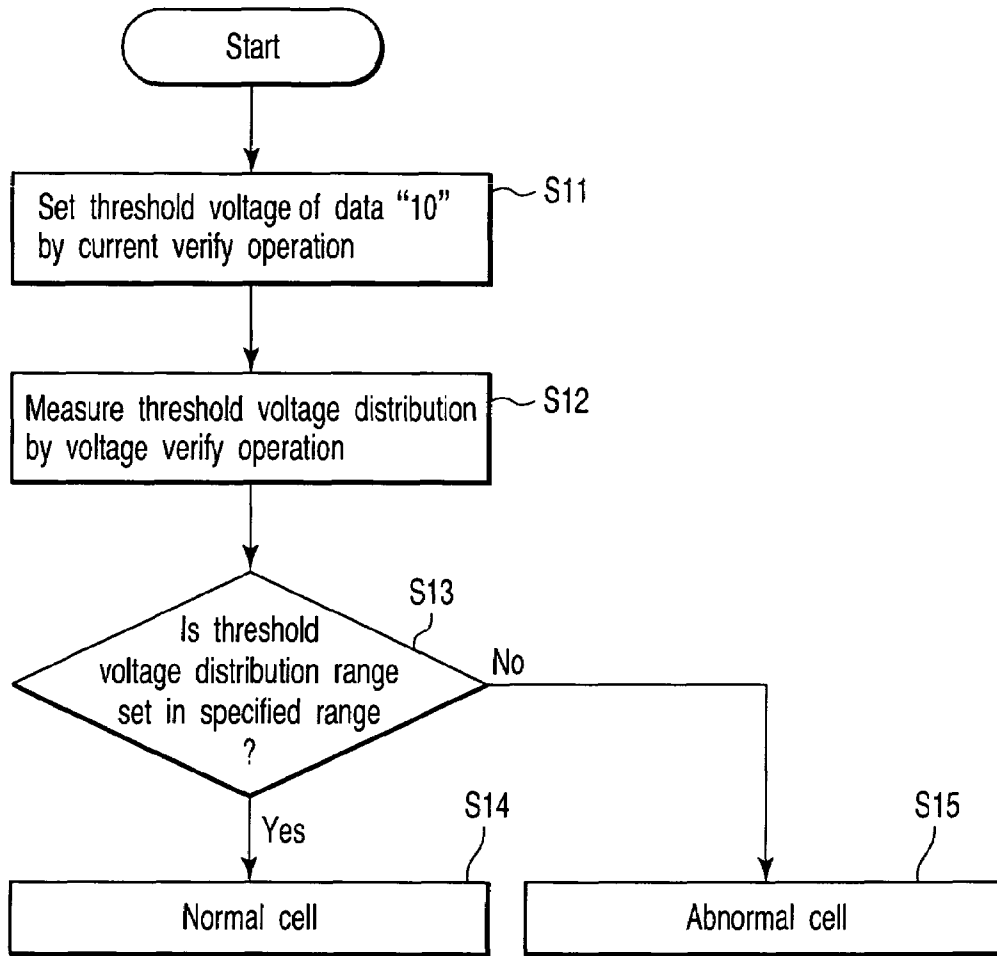 Start
S11
Set threshold voltage of data “10”
by current verify operation
S12
Measure threshold voltage distribution
by voltage verify operation
S13
Is threshold
voltage distribution range
set in specified range
?
No
Yes
S14
Normal cell
S15
Abnormal cell